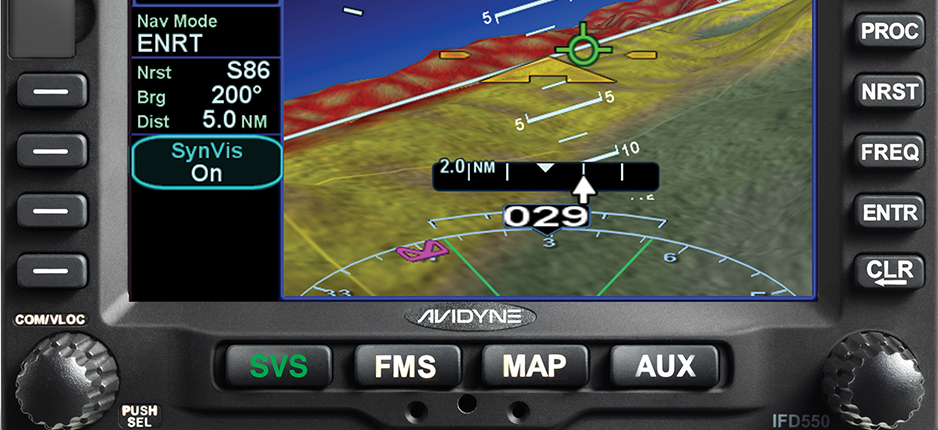 Nav Mode
ENRT
Nrst S86
Brg 200°
Dist 5.0 NM
SynVis
On
5
5
5
10
2.0 NM
029
3
6
33
PROC
NRST
FREQ
ENTR
CLR
COM/VLOC
AVIDYNE
SVS
FMS
MAP
AUX
PUSH
SEL
IFD550